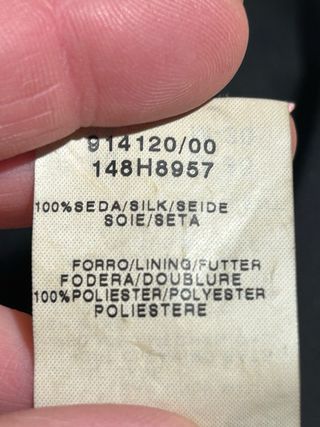 914120/00
148H8957
100%SEDA/SILK/SEIDE
SOIE/SETA
FORRO/LINING/FUTTER
FODERA/DOUBLURE
100%POLIESTER/POLYESTER
POLIESTERE